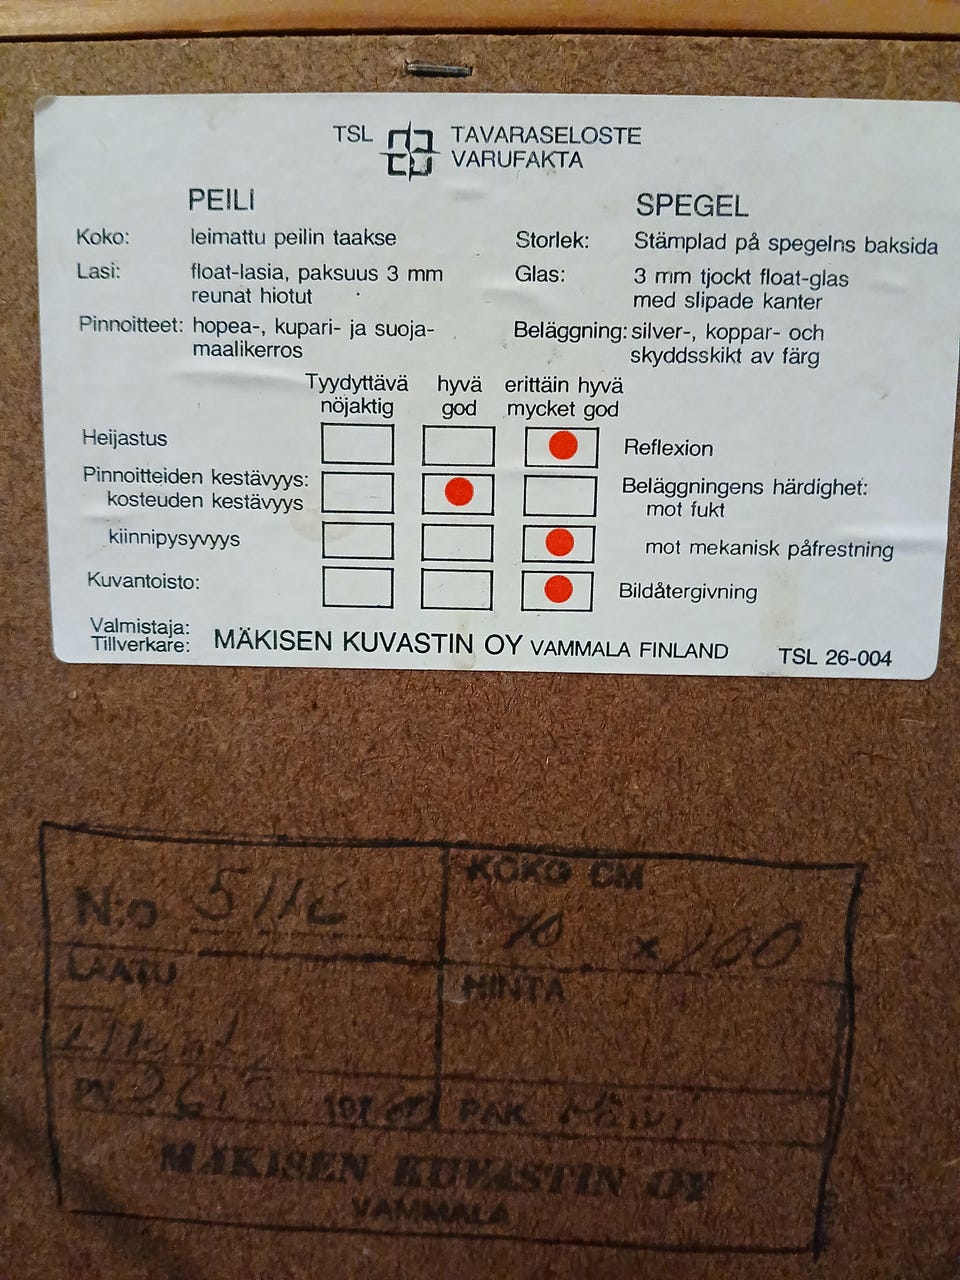 TSL TAVARASELOSTE
VARUFAKTA
PEILI
Koko: leimattu peilin taakse
Lasi: float-lasia, paksuus 3 mm
reunat hiotut
Pinnoitteet: hopea-, kupari- ja suoja-
maalikerros
SPEGEL
Storlek: Stämplad på spegelns baksida
Glas: 3 mm tjockt float-glas
med slipade kanter
Beläggning: silver-, koppar- och
skyddsskikt av färg
Tyydyttävä hyvä erittäin hyvä
nöjaktig god mycket god
Heijastus Reflexion
Pinnoitteiden kestävyys: Beläggningens härdighet:
kosteuden kestävyys mot fukt
kiinnipysyvyys mot mekanisk påfrestning
Kuvantoisto: Bildåtergivning
Valmistaja:
Tillverkare: MÄKISEN KUVASTIN OY VAMMALA FINLAND TSL 26-004
N:o KOKO CM
x 100
LAATU HINTA
PAK
MÄKISEN KUVASTIN OY
VAMMALA